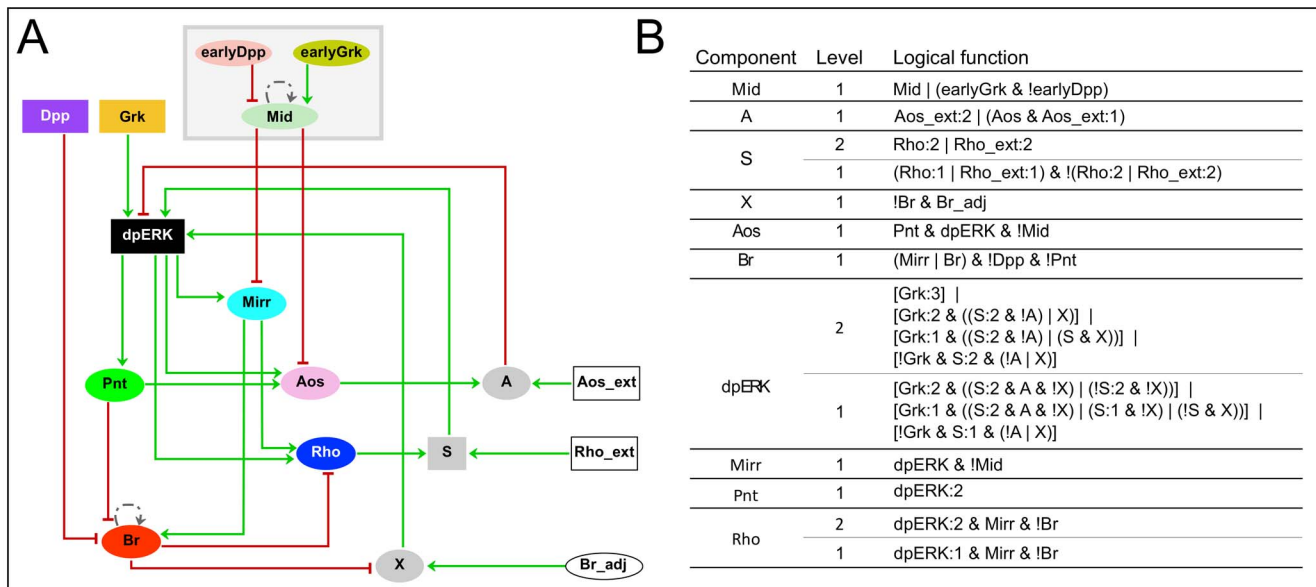 A
earlyDpp
earlyGrk
Mid
Dpp
Grk
dpERK
Mirr
Pnt
Aos
A
Aos_ext
Rho
S
Rho_ext
Br
X
Br_adj
B
Component Level Logical function
Mid 1 Mid | (earlyGrk & !earlyDpp)
A 1 Aos_ext:2 | (Aos & Aos_ext:1)
S
2 Rho:2 | Rho_ext:2
1 (Rho:1 | Rho_ext:1) & !(Rho:2 | Rho_ext:2)
X 1 !Br & Br_adj
Aos 1 Pnt & dpERK & !Mid
Br 1 (Mirr | Br) & !Dpp & !Pnt
dpERK
2
[Grk:3] |
[Grk:2 & ((S:2 & !A) | X)] |
[Grk:1 & ((S:2 & !A) | (S & X))] |
[!Grk & S:2 & (!A | X)]
1
[Grk:2 & ((S:2 & A & !X) | (!S:2 & !X))] |
[Grk:1 & ((S:2 & A & !X) | (S:1 & !X) | (!S & X))] |
[!Grk & S:1 & (!A | X)]
Mirr 1 dpERK & !Mid
Pnt 1 dpERK:2
Rho
2 dpERK:2 & Mirr & !Br
1 dpERK:1 & Mirr & !Br